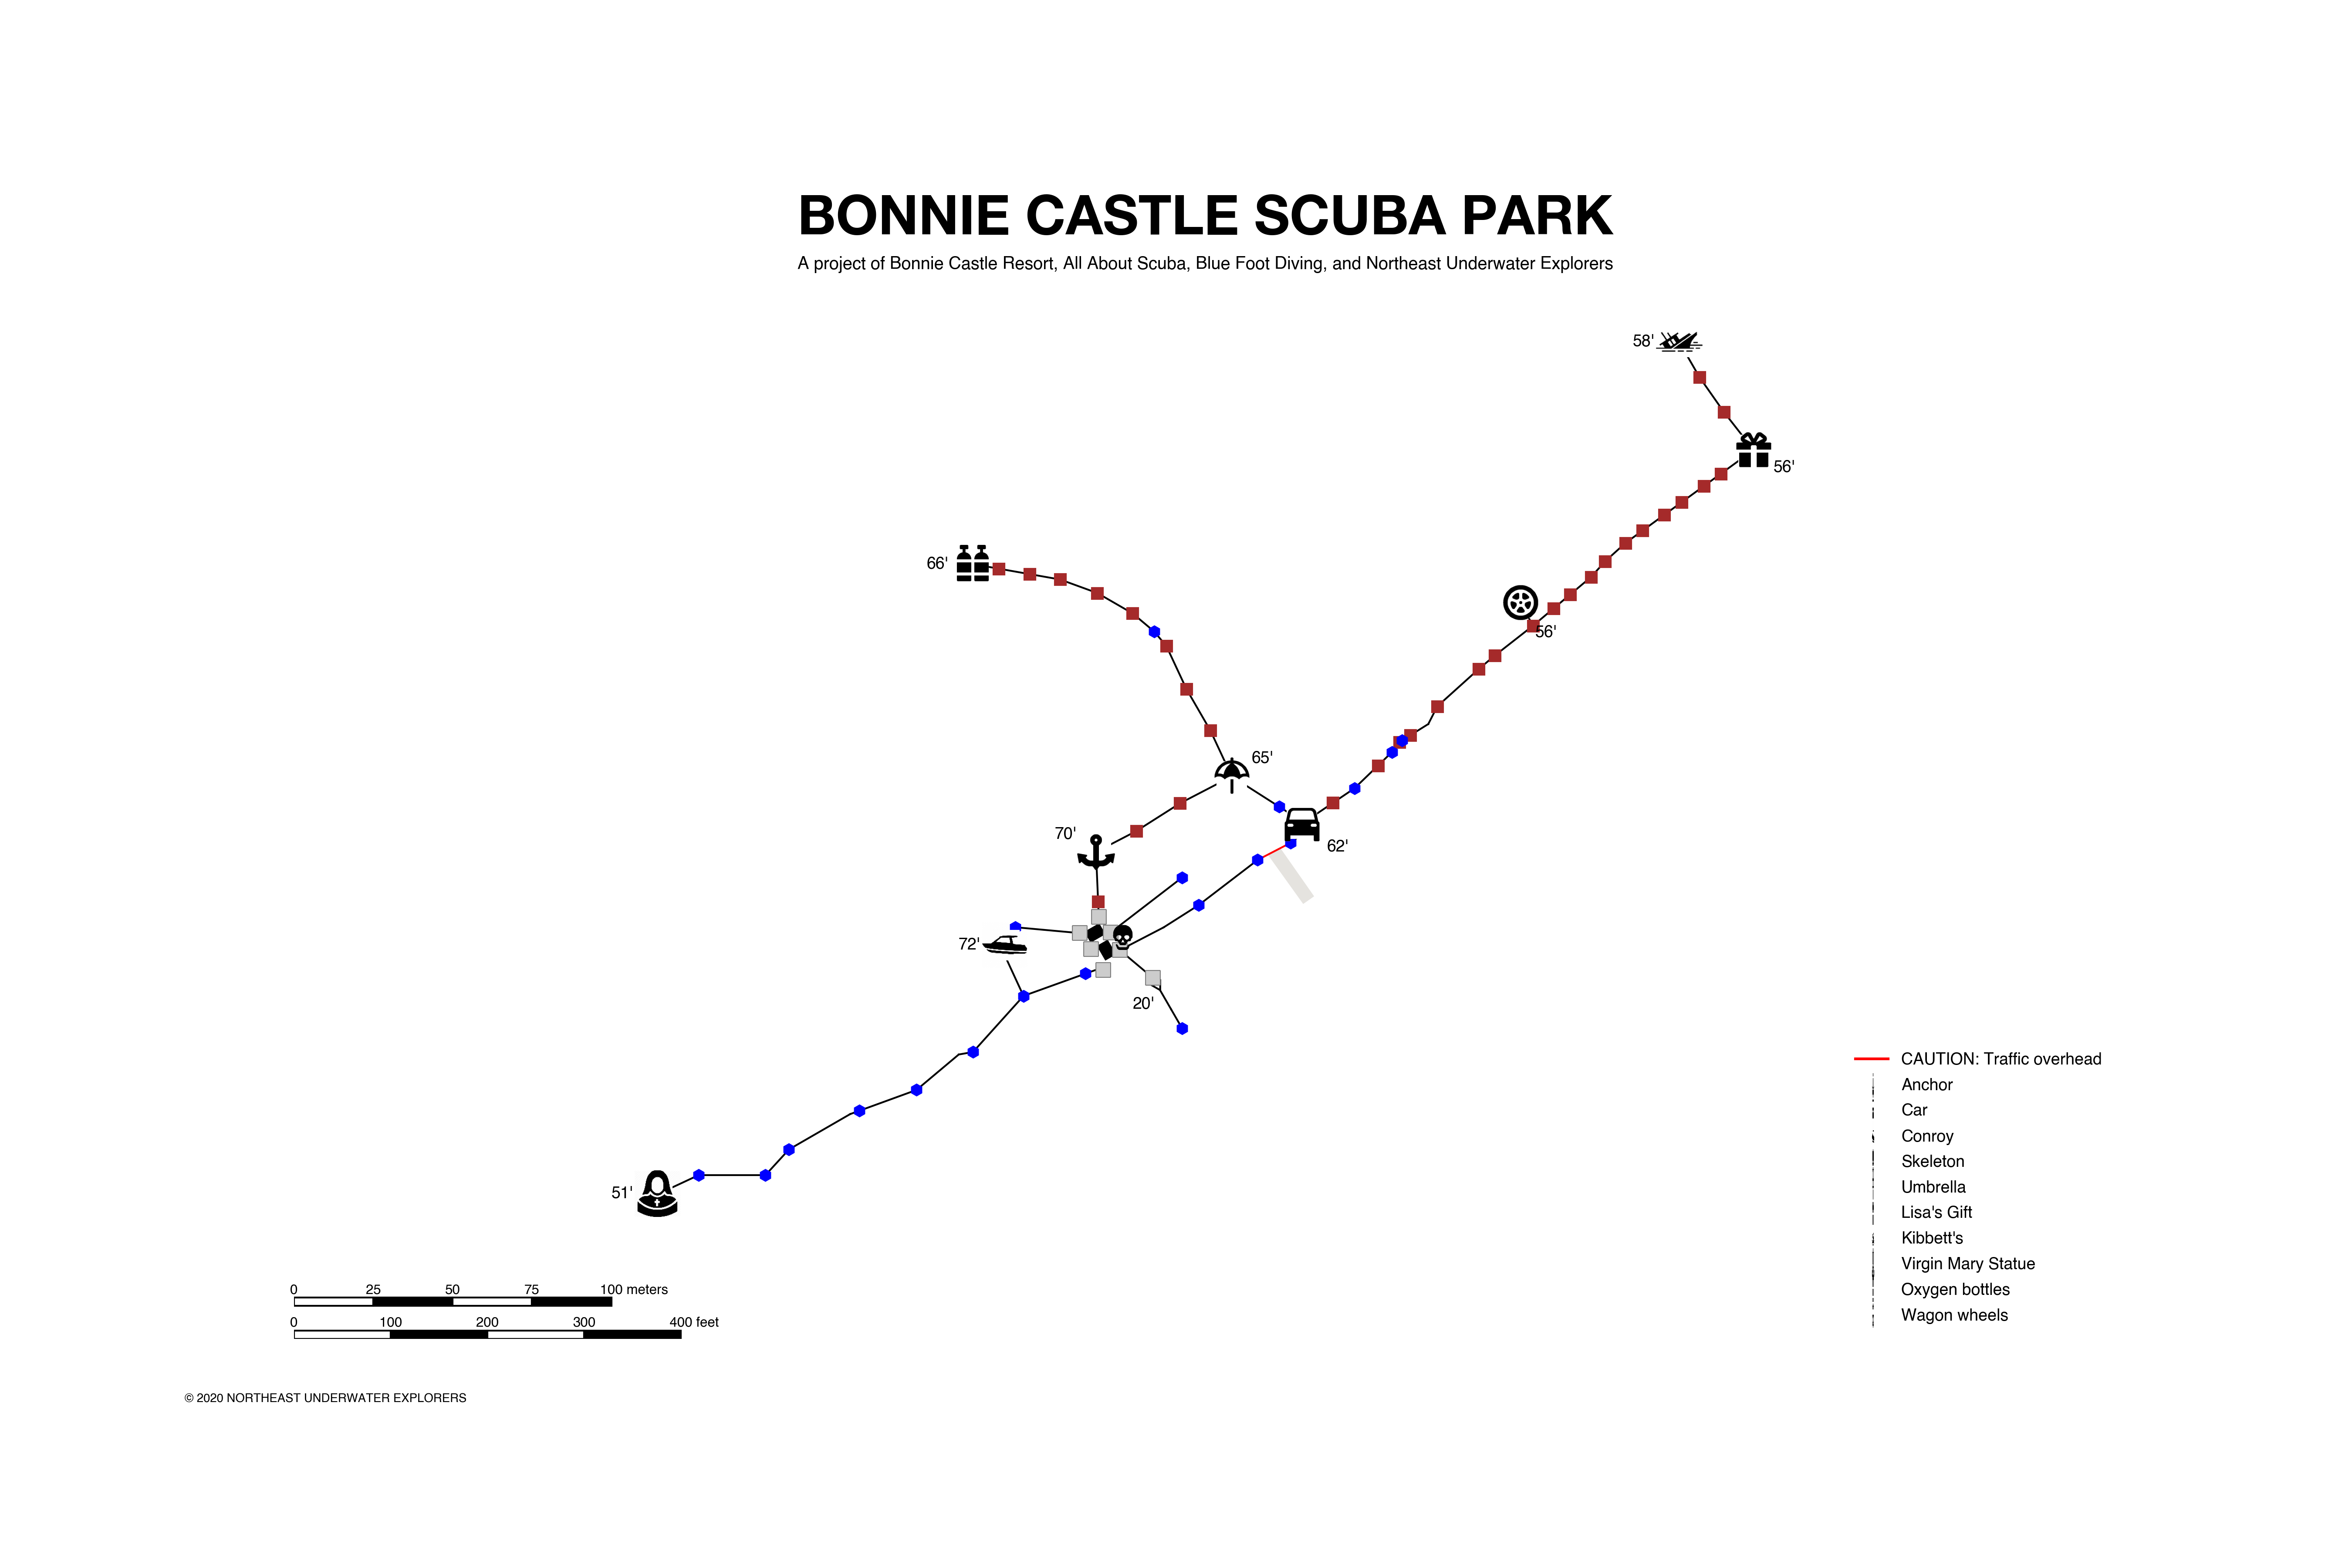 BONNIE CASTLE SCUBA PARK
A project of Bonnie Castle Resort, All About Scuba, Blue Foot Diving, and Northeast Underwater Explorers
58'
56'
66'
56'
65'
70'
62'
72'
20'
51'
CAUTION: Traffic overhead
Anchor
Car
Conroy
Skeleton
Umbrella
Lisa's Gift
Kibbett's
Virgin Mary Statue
Oxygen bottles
Wagon wheels
0 25 50 75 100 meters
0 100 200 300 400 feet
© 2020 NORTHEAST UNDERWATER EXPLORERS